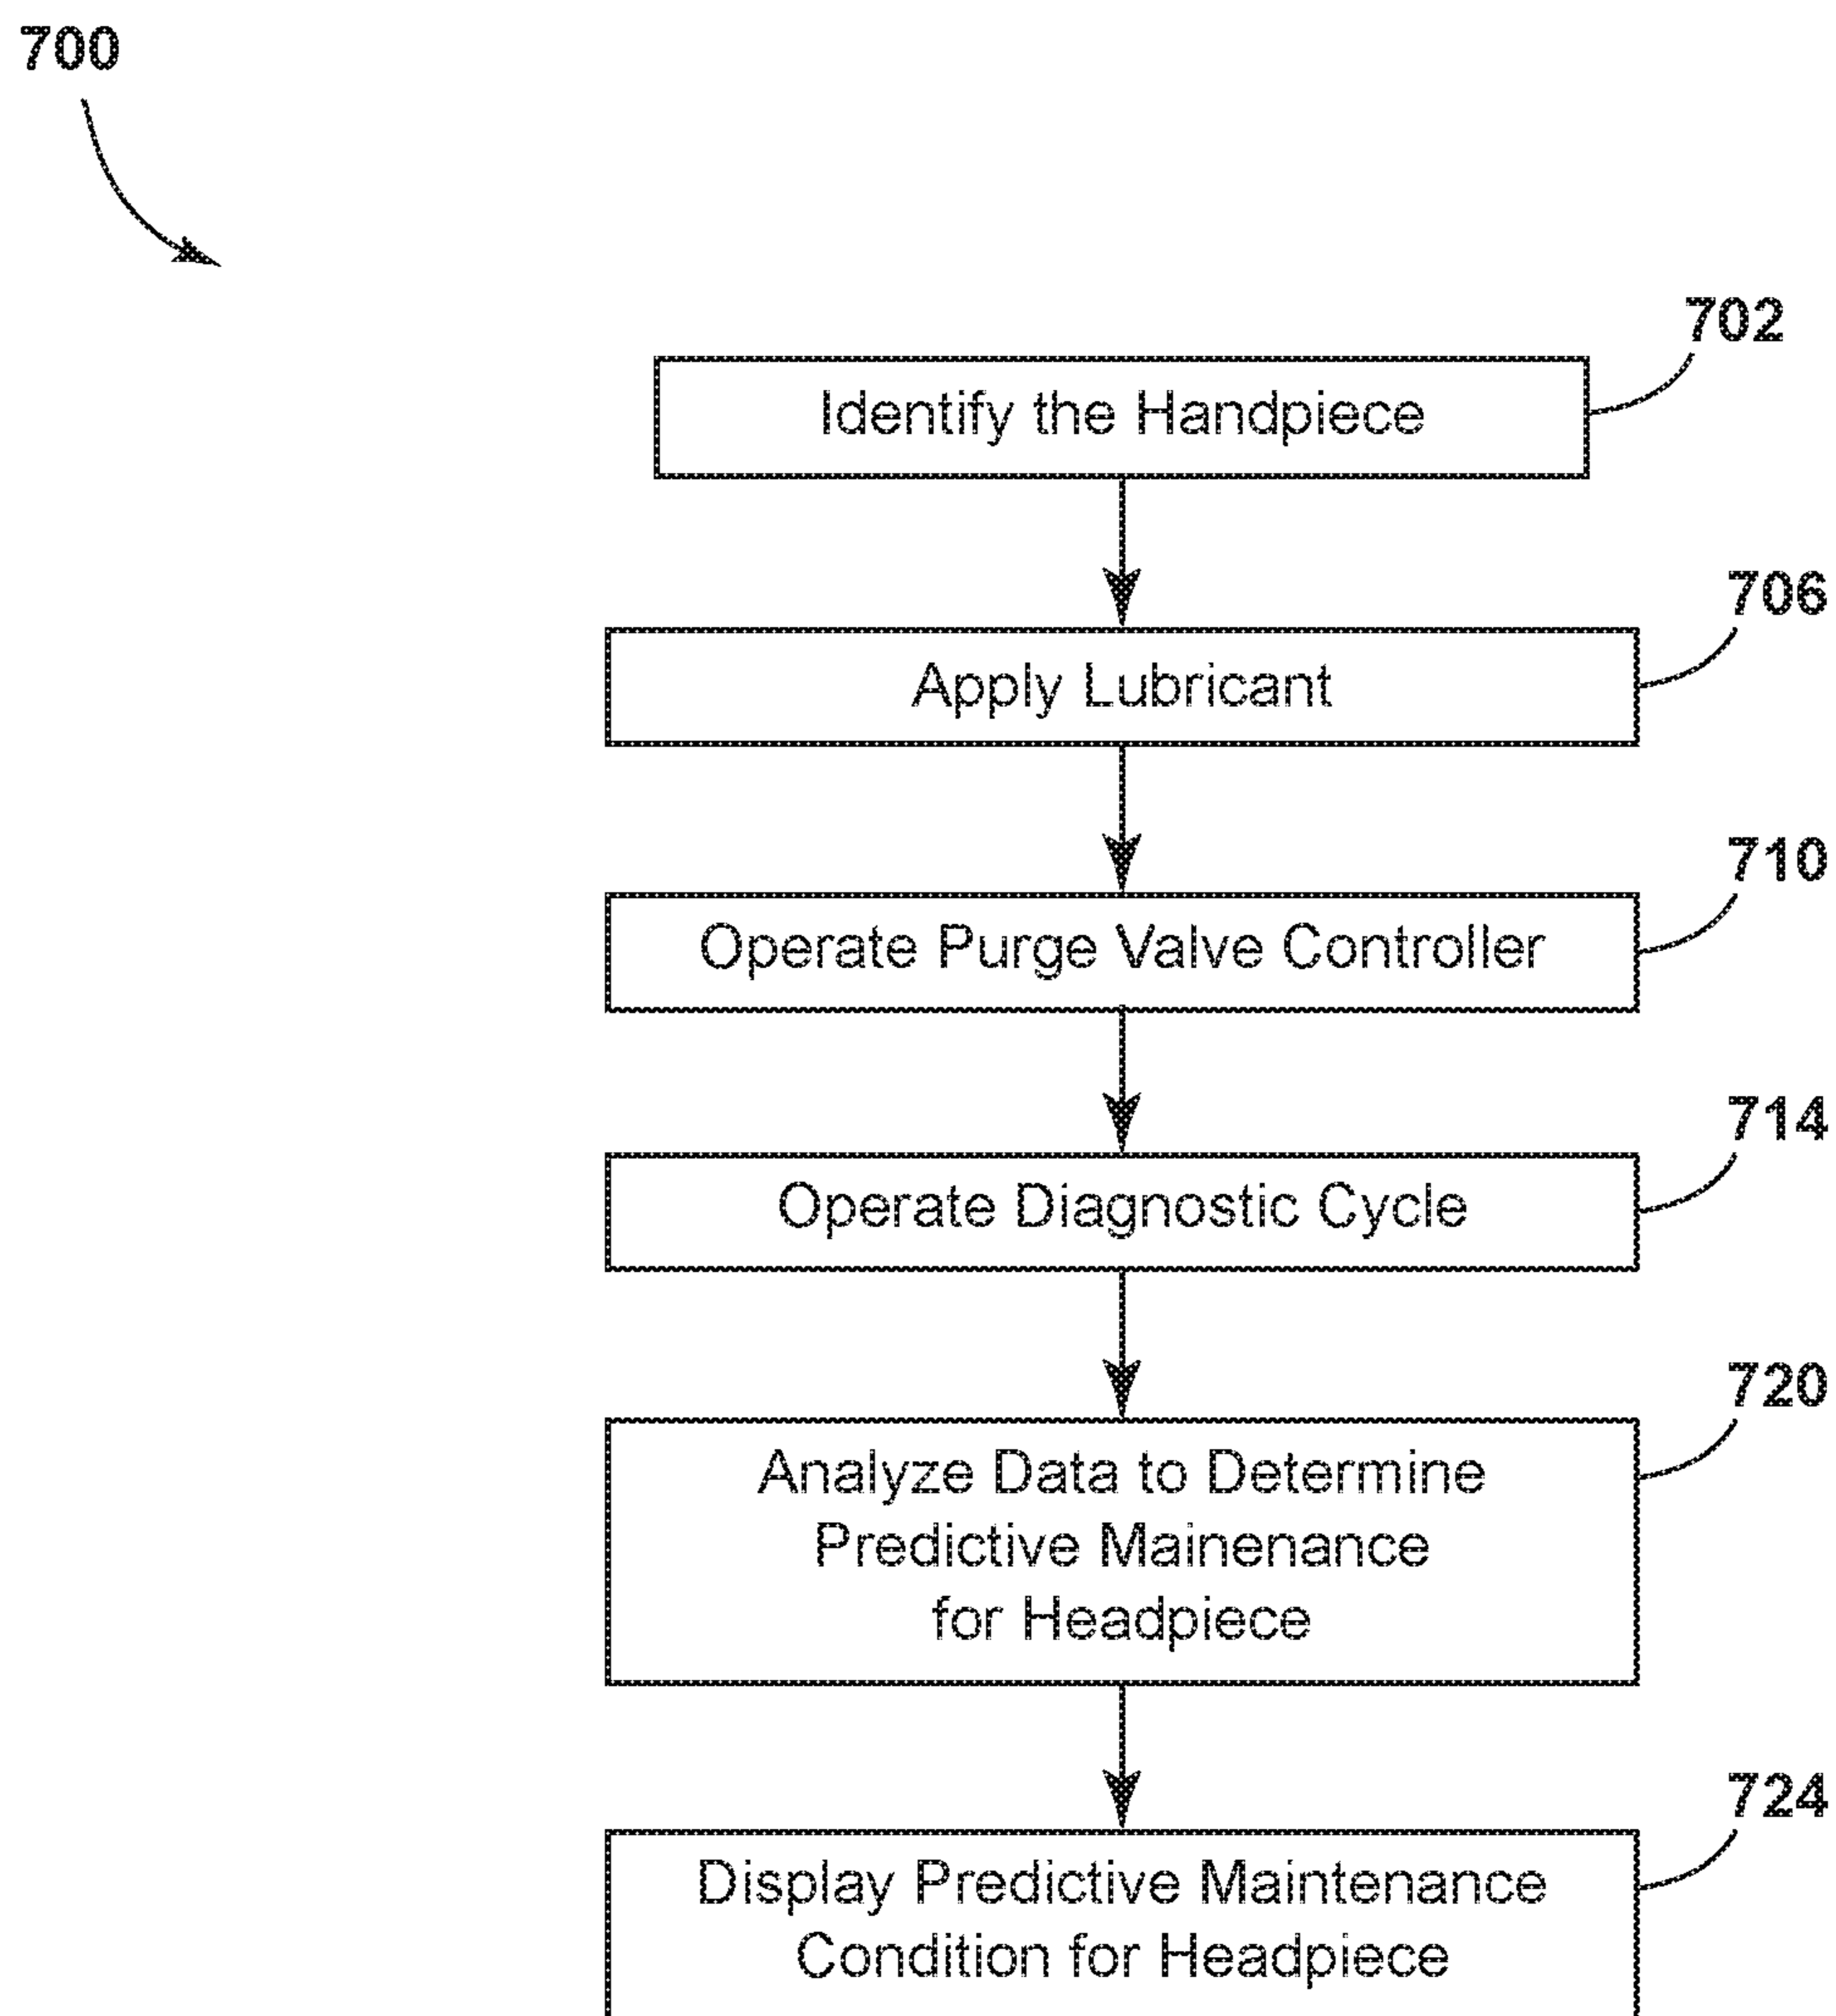 700
702
Identify the Handpiece
706
Apply Lubricant
710
Operate Purge Valve Controller
714
Operate Diagnostic Cycle
720
Analyze Data to Determine
Predictive Mainenance
for Headpiece
724
Display Predictive Maintenance
Condition for Headpiece